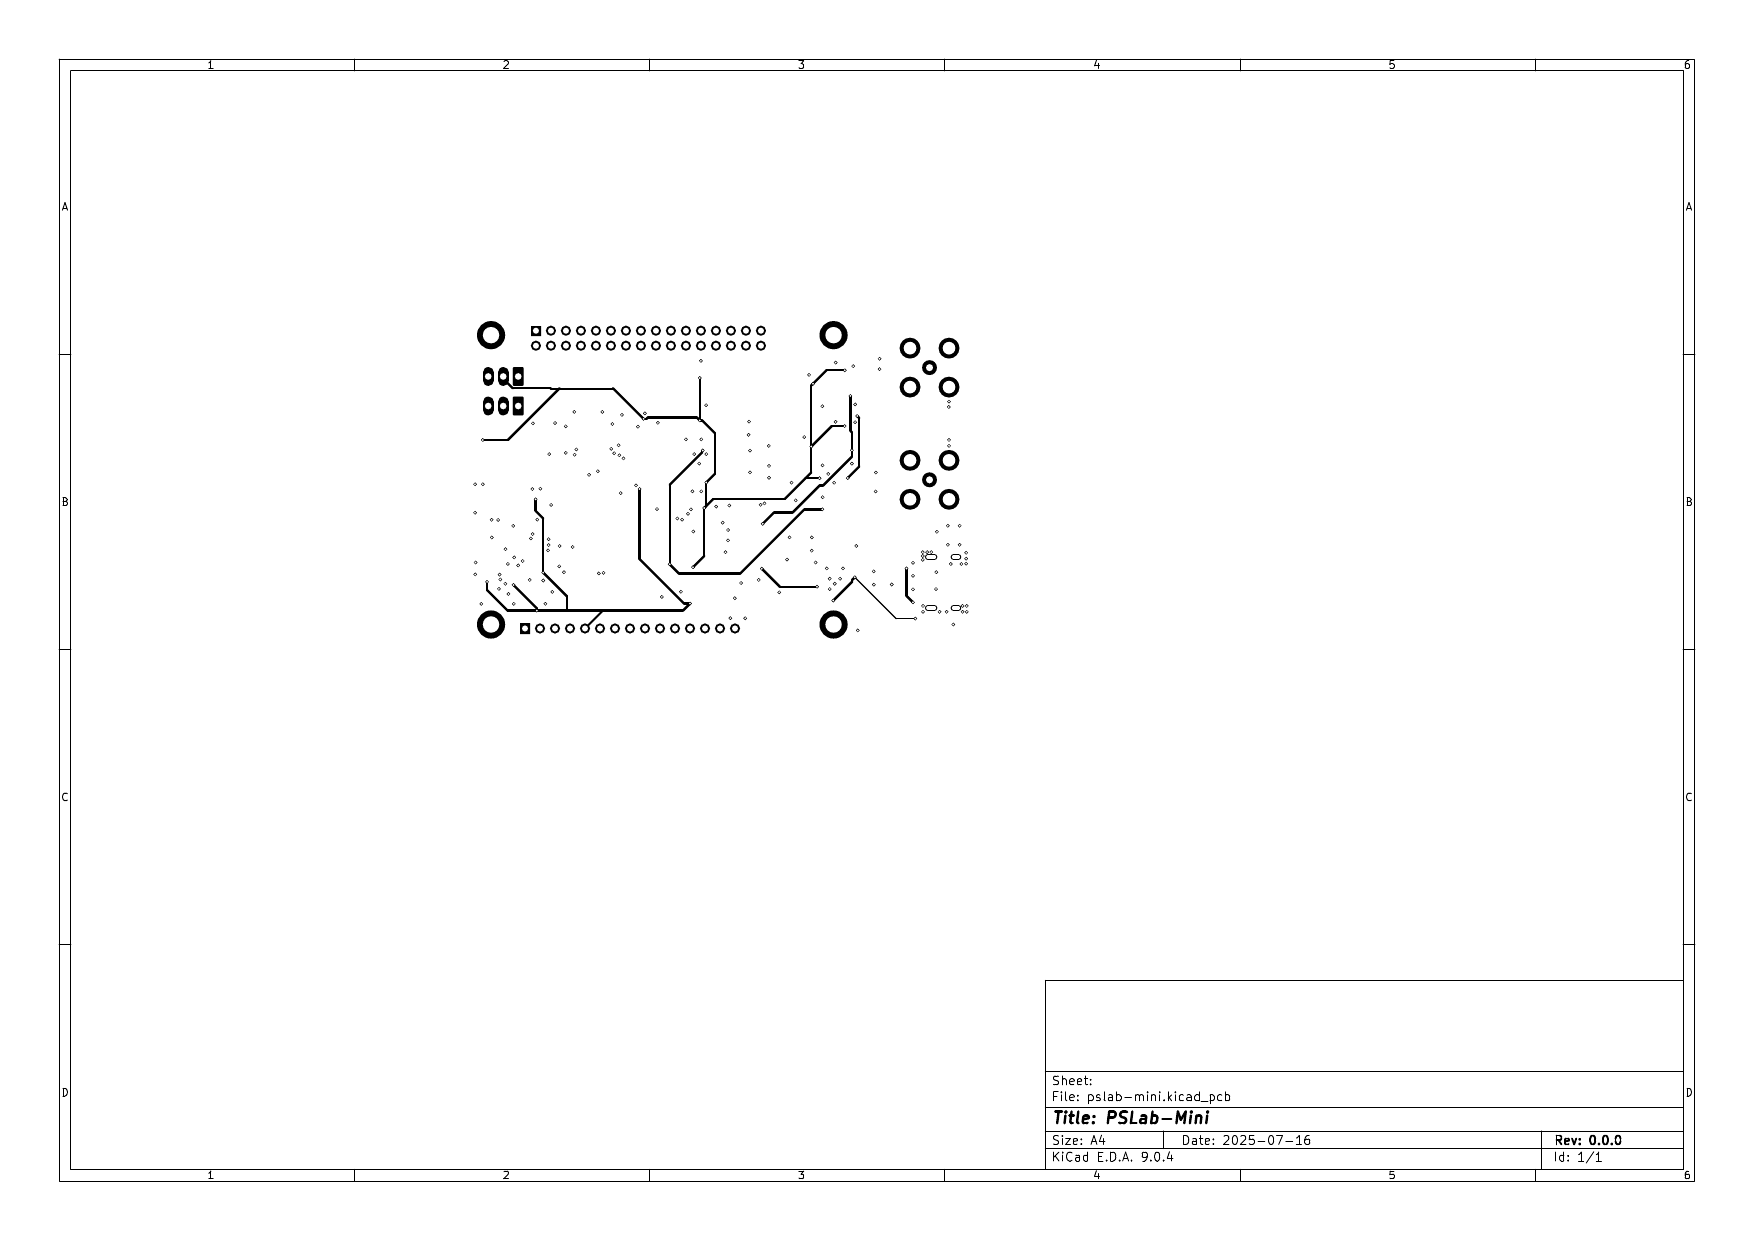 1 2 3 4 5 6
A A
B B
C C
D D
Sheet:
File: pslab-mini.kicad_pcb
Title: PSLab-Mini
Size: A4 Date: 2025-07-16 Rev: 0.0.0
KiCad E.D.A. 9.0.4 Id: 1/1
1 2 3 4 5 6